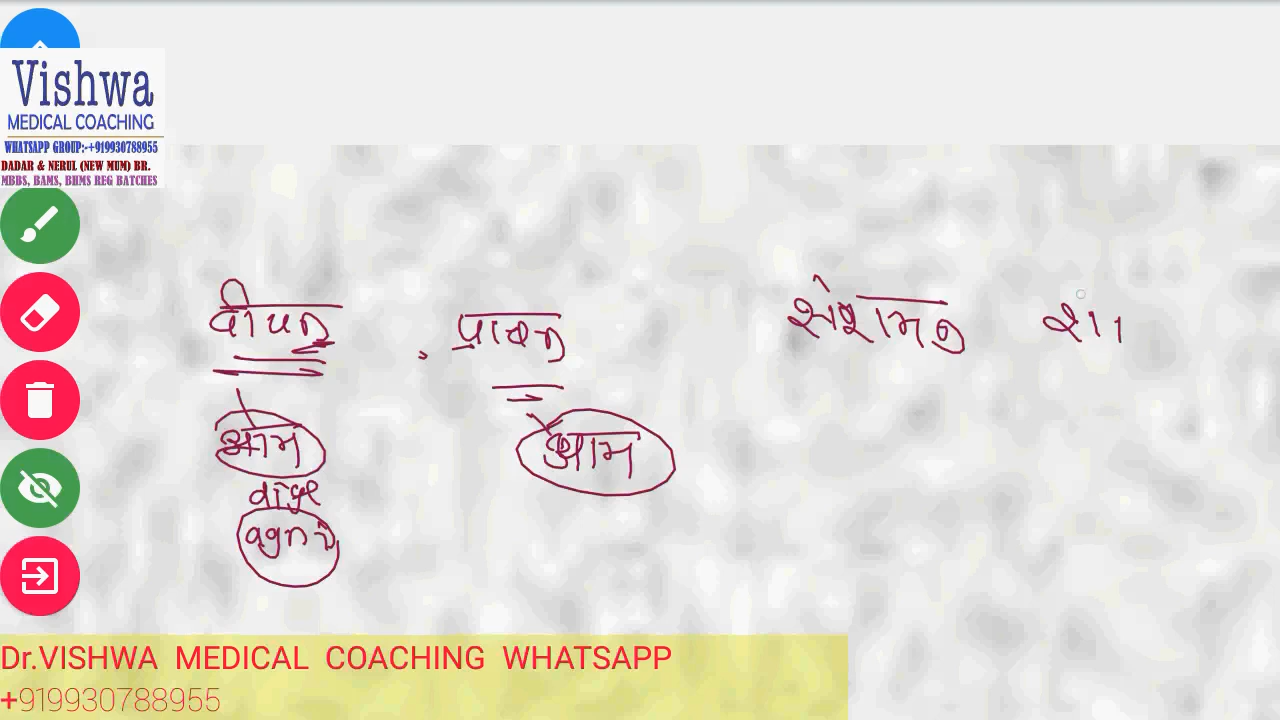 Vishwa
MEDICAL COACHING
WHATSAPP GROUP:-+919930788955
DADAR & NERUL (NEW MUM) BR.
MBBS, BAMS, BHMS REG BATCHES
दीपन पाचन
आम आम
agni
Dr.VISHWA MEDICAL COACHING WHATSAPP
+919930788955